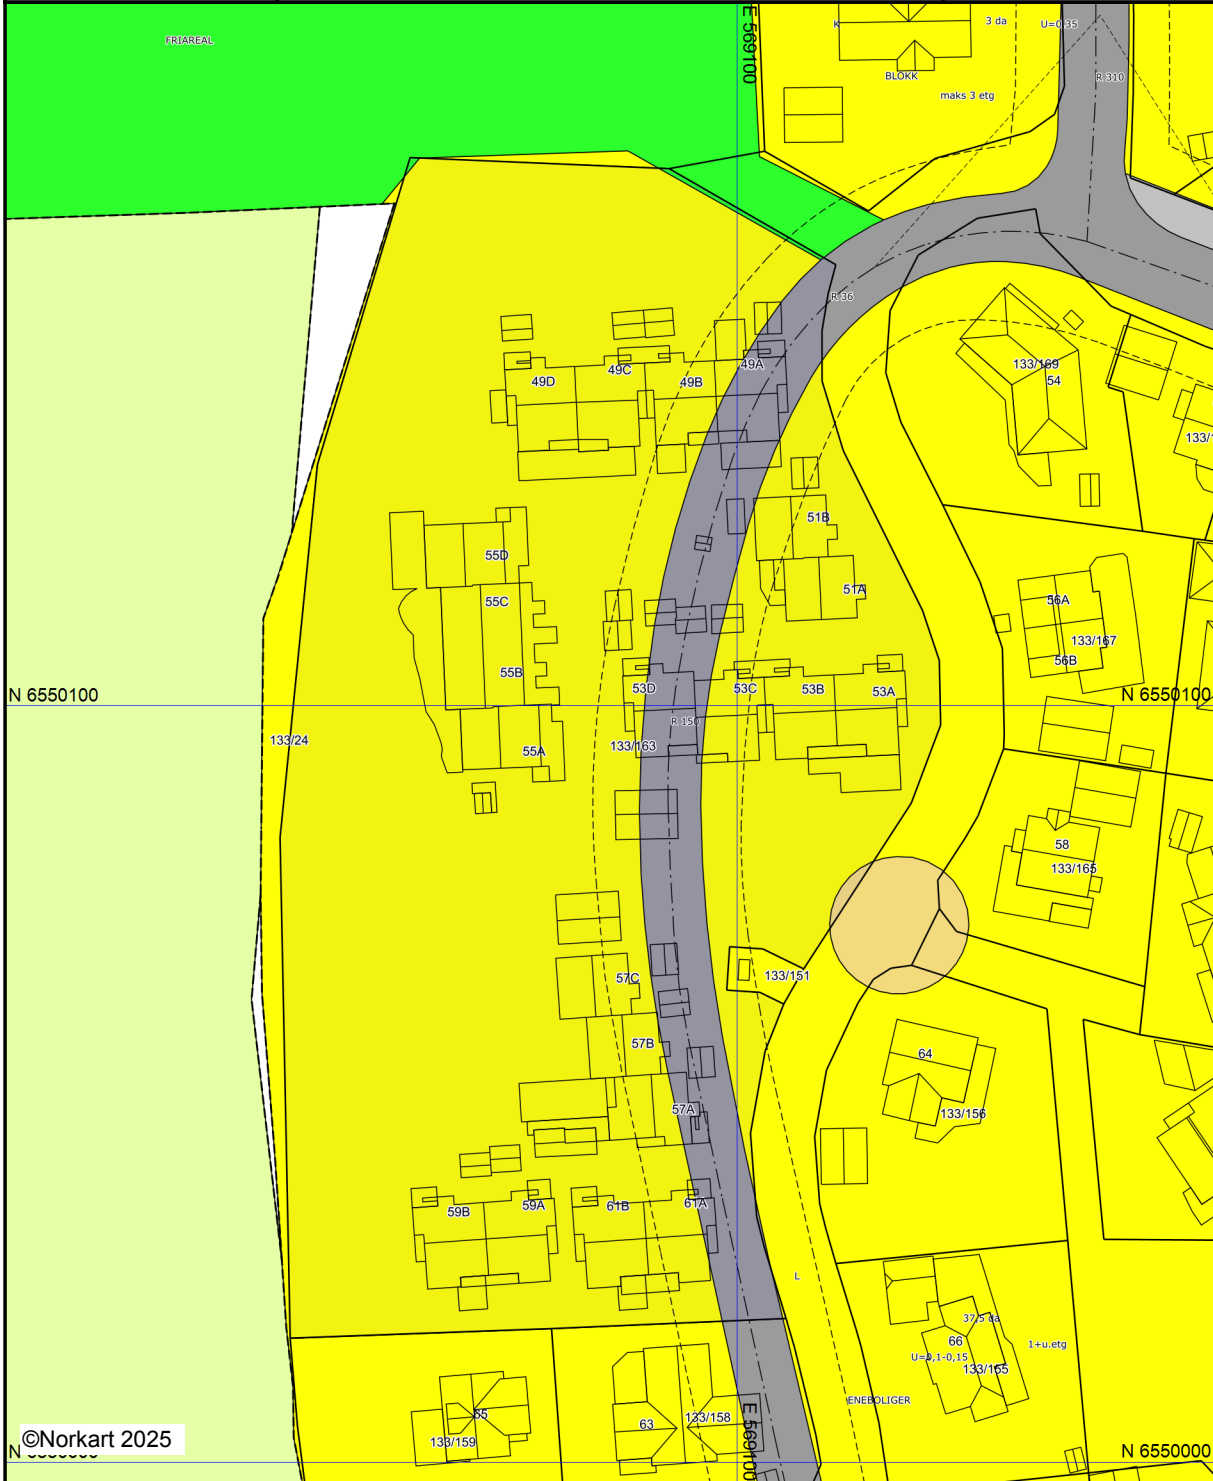 FRIAREAL
E 569100
K
3 da
U=0,35
BLOKK
R 310
maks 3 etg
R 36
49D
49C
49B
49A
133/169
54
51B
55D
55C
51A
56A
133/167
56B
55B
53D
53C
53B
53A
N 6550100
N 6550100
R 150
133/24
133/163
55A
58
133/165
57C
133/151
57B
64
57A
133/156
59B
59A
61B
61A
L
37,5 da
66
1+u.etg
U=0,1-0,15
133/155
ENEBOLIGER
65
63
133/158
133/159
E 569100
©Norkart 2025
N 6550000